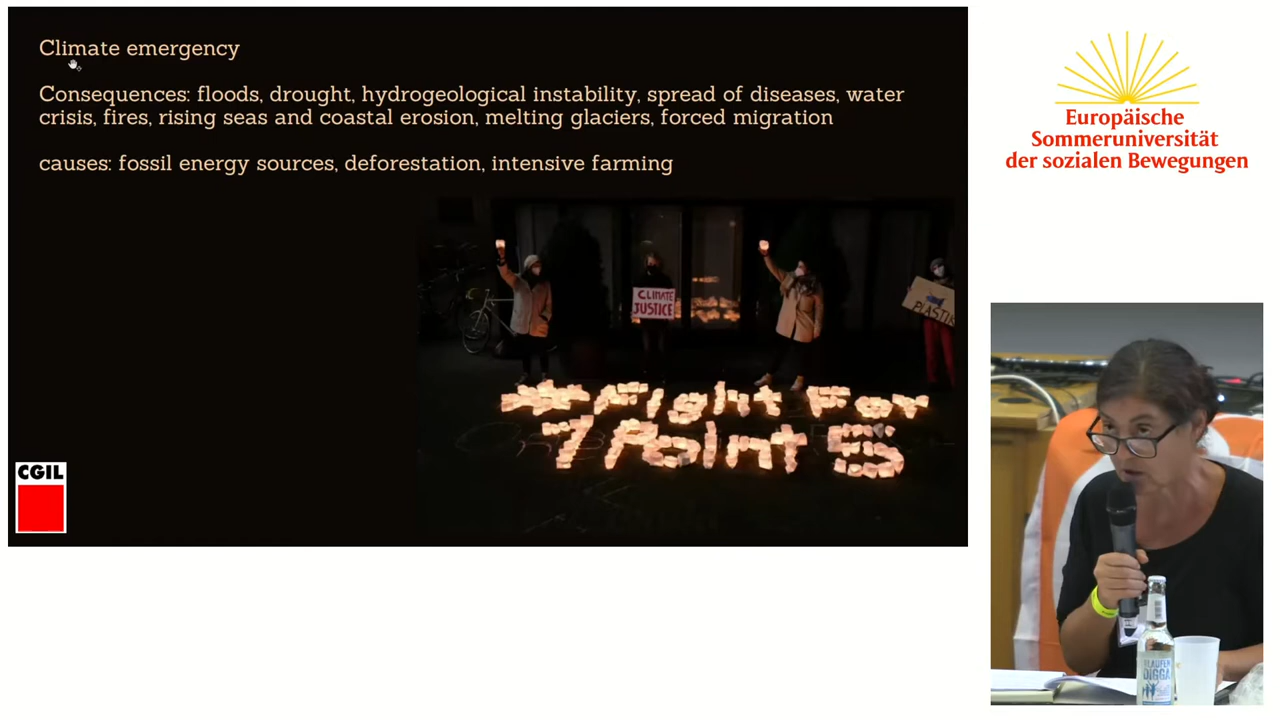 Climate emergency
Consequences: floods, drought, hydrogeological instability, spread of diseases, water
crisis, fires, rising seas and coastal erosion, melting glaciers, forced migration
causes: fossil energy sources, deforestation, intensive farming
CLIMATE
JUSTICE
PLASTIK
#Fight For
1 Point 5
CGIL
Europäische
Sommeruniversität
der sozialen Bewegungen
DIGGA